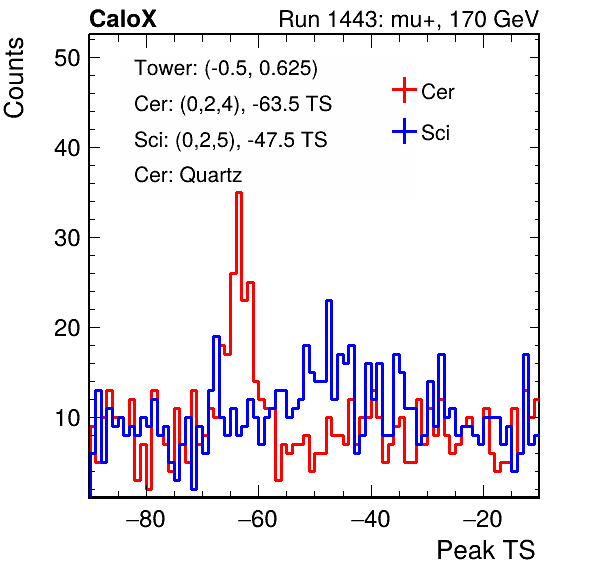 CaloX Run 1443: mu+, 170 GeV
Counts
50
40
30
20
10
Tower: (-0.5, 0.625)
Cer: (0,2,4), -63.5 TS
Sci: (0,2,5), -47.5 TS
Cer: Quartz
Cer
Sci
−80 −60 −40 −20
Peak TS